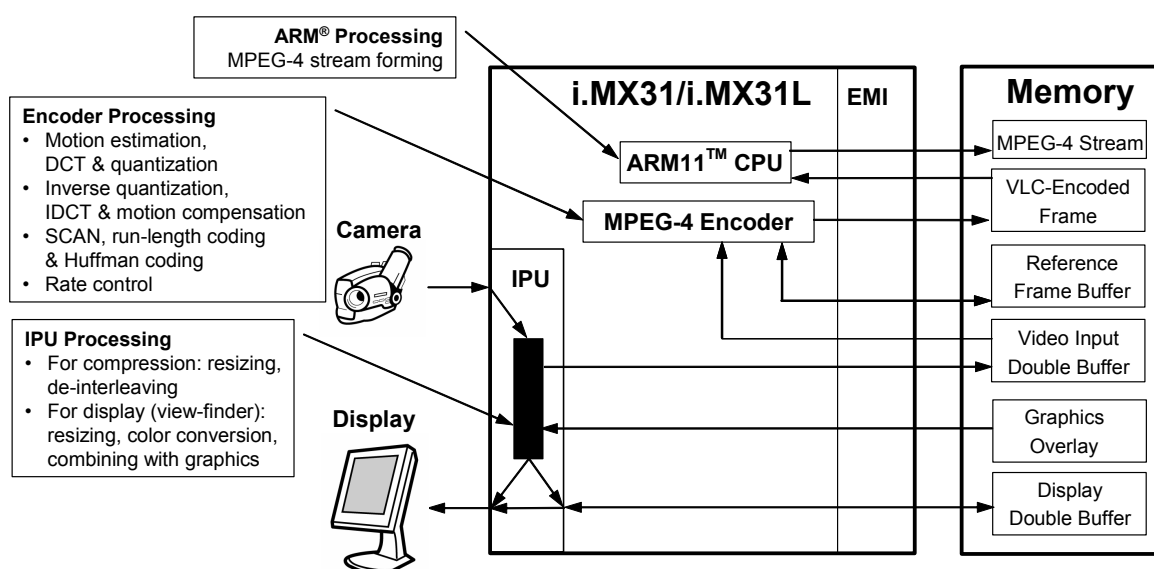 ARM® Processing
MPEG-4 stream forming
Encoder Processing
• Motion estimation,
DCT & quantization
• Inverse quantization,
IDCT & motion compensation
• SCAN, run-length coding
& Huffman coding
• Rate control
IPU Processing
• For compression: resizing,
de-interleaving
• For display (view-finder):
resizing, color conversion,
combining with graphics
Camera
Display
i.MX31/i.MX31L
EMI
ARM11™ CPU
MPEG-4 Encoder
IPU
Memory
MPEG-4 Stream
VLC-Encoded
Frame
Reference
Frame Buffer
Video Input
Double Buffer
Graphics
Overlay
Display
Double Buffer